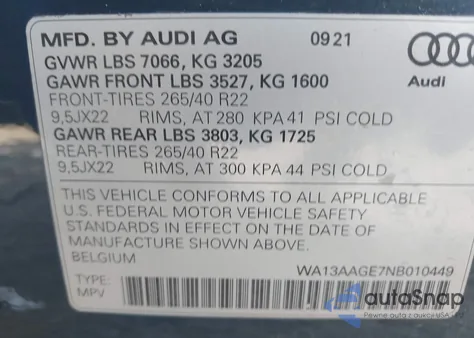 MFD. BY AUDI AG 09 21
GVWR LBS 7066, KG 3205
GAWR FRONT LBS 3527, KG 1600
FRONT-TIRES 265/40 R22
9,5JX22 RIMS, AT 280 KPA 41 PSI COLD
GAWR REAR LBS 3803, KG 1725
REAR-TIRES 265/40 R22
9,5JX22 RIMS, AT 300 KPA 44 PSI COLD
Audi
THIS VEHICLE CONFORMS TO ALL APPLICABLE
U.S. FEDERAL MOTOR VEHICLE SAFETY
STANDARDS IN EFFECT ON THE DATE OF
MANUFACTURE SHOWN ABOVE.
BELGIUM
WA13AAGE7NB010449
TYPE:
MPV
autoSnap
Першоджерело аукціону USA